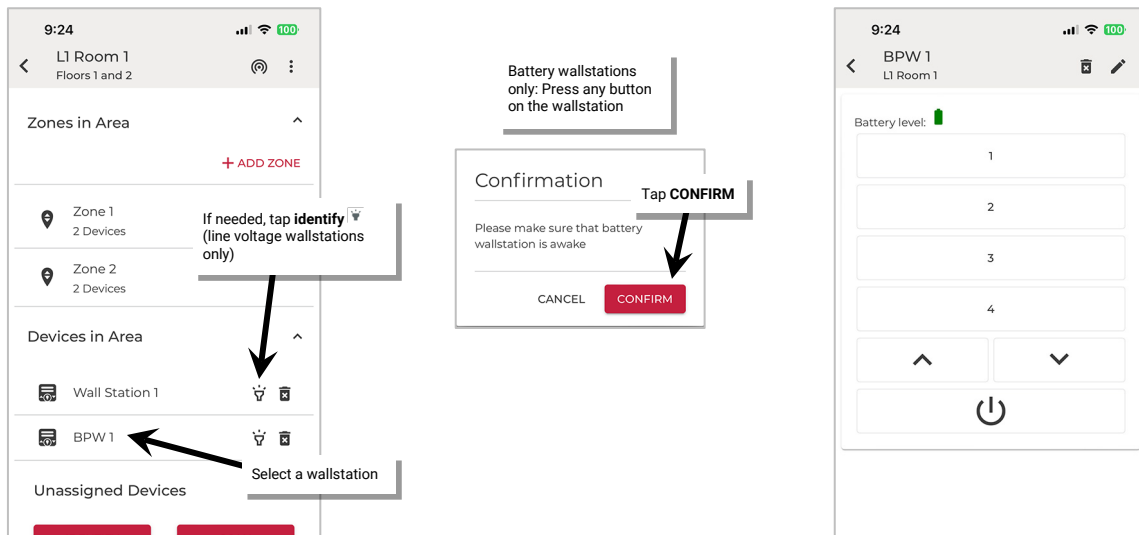 9:24
100
L1 Room 1
Floors 1 and 2
Zones in Area
+ ADD ZONE
Zone 1
2 Devices
Zone 2
2 Devices
If needed, tap identify
(line voltage wallstations
only)
Devices in Area
Wall Station 1
BPW 1
Select a wallstation
Unassigned Devices
Battery wallstations
only: Press any button
on the wallstation
Confirmation
Tap CONFIRM
Please make sure that battery
wallstation is awake
CANCEL
CONFIRM
9:24
100
BPW 1
L1 Room 1
Battery level:
1
2
3
4